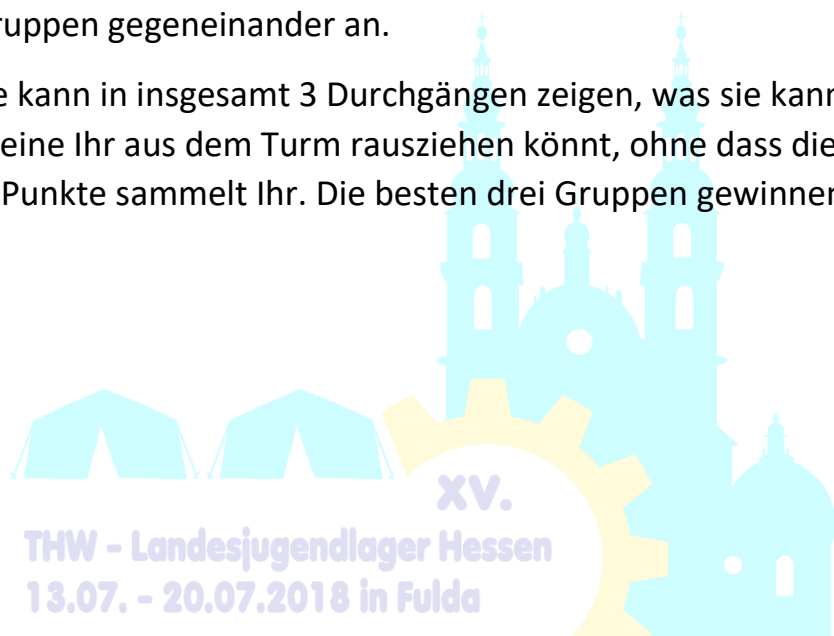 ruppen gegeneinander an.
e kann in insgesamt 3 Durchgängen zeigen, was sie kann
eine Ihr aus dem Turm rausziehen könnt, ohne dass die
Punkte sammelt Ihr. Die besten drei Gruppen gewinnen
XV.
THW - Landesjugendlager Hessen
13.07. - 20.07.2018 in Fulda